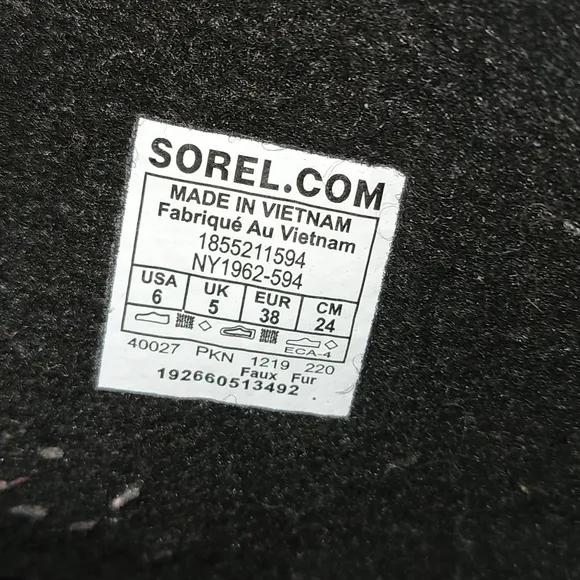 SOREL.COM
MADE IN VIETNAM
Fabriqué Au Vietnam
1855211594
NY1962-594
USA UK EUR CM
6 5 38 24
ECA-4
40027 PKN 1219 220
Faux Fur
192660513492